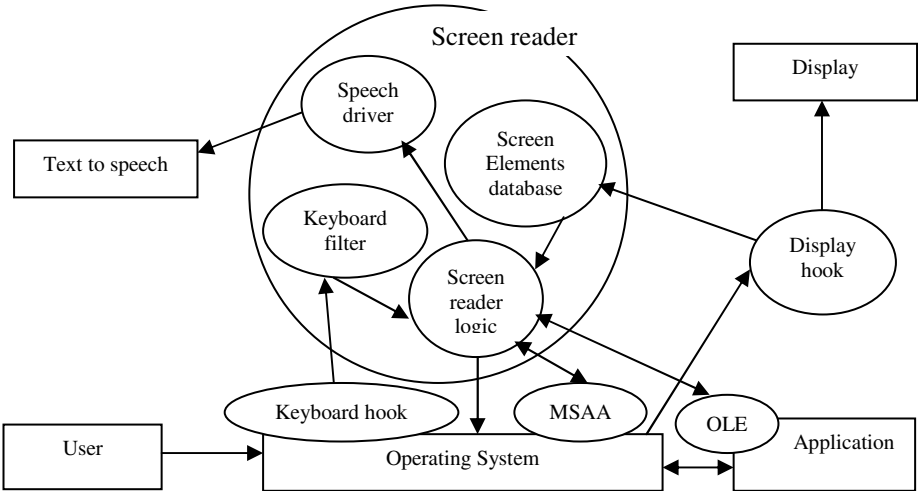 Screen reader
Display
Speech
driver
Screen
Elements
database
Text to speech
Keyboard
filter
Display
hook
Screen
reader
logic
Keyboard hook
MSAA
OLE
User
Operating System
Application